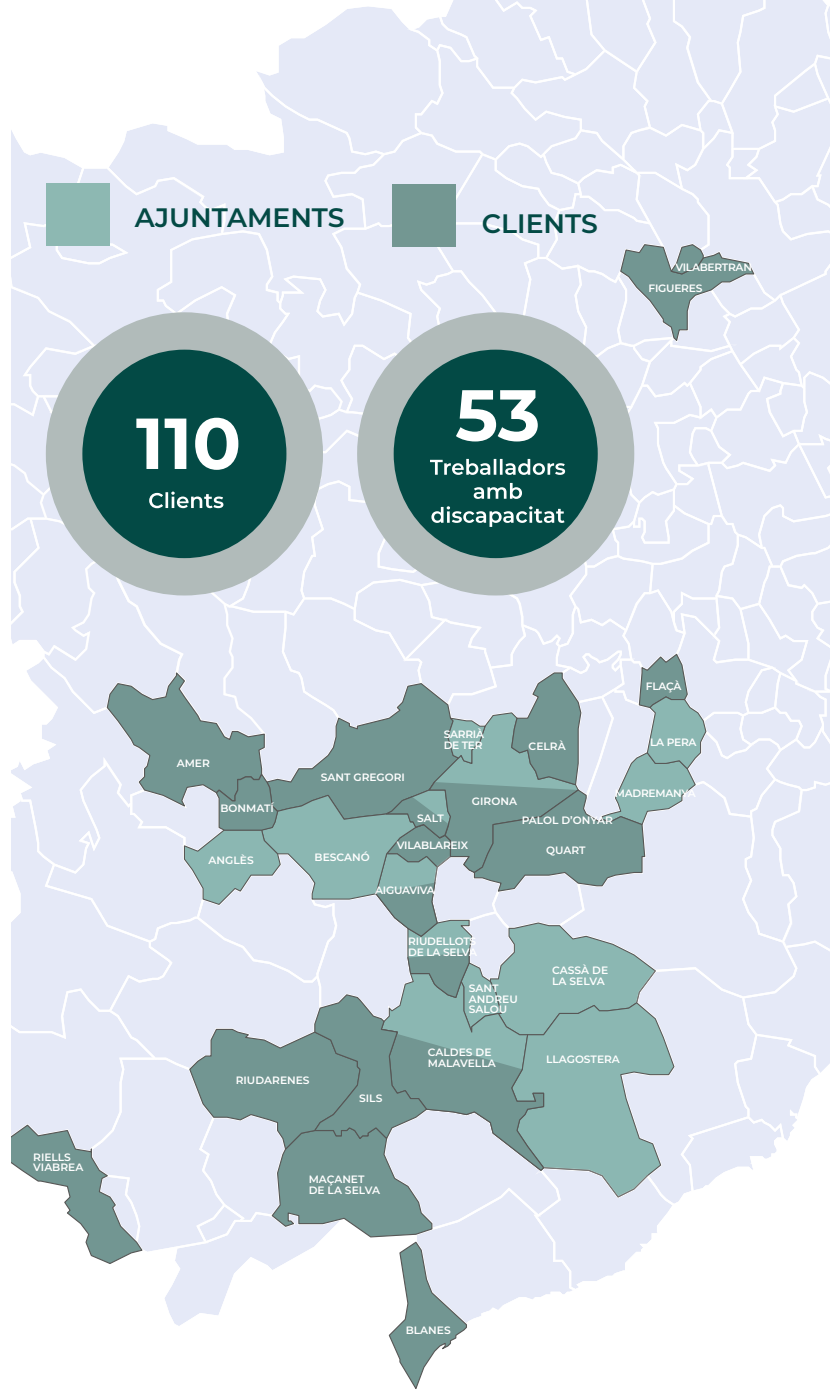 AJUNTAMENTS
CLIENTS
VILABERTRAN
FIGUERES
110
Clients
53
Treballadors
amb
discapacitat
FLAÇÀ
SARRIÀ
DE TER
CELRÀ
LA PERA
AMER
SANT GREGORI
MADREMANYA
GIRONA
BONMATÍ
SALT
PALOL D'ONYAR
VILABLAREIX
QUART
BESCANÓ
ANGLÈS
AIGUAVIVA
RIUDELLOTS
DE LA SELVA
CASSÀ DE
LA SELVA
SANT
ANDREU
SALOU
CALDES DE
MALAVELLA
LLAGOSTERA
RIUDARENES
SILS
RIELLS
VIABREA
MAÇANET
DE LA SELVA
BLANES